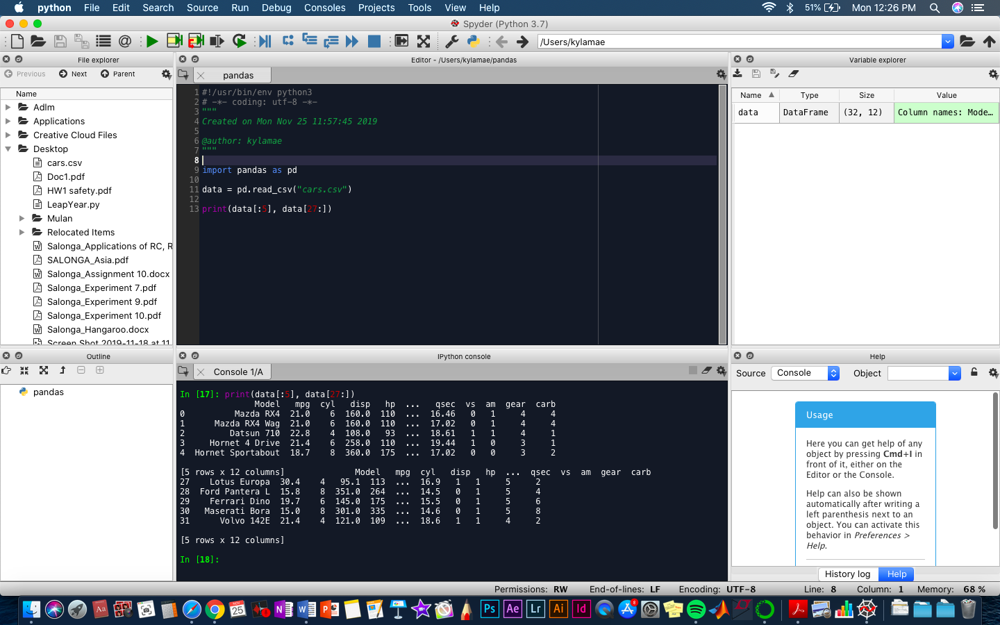 python File Edit Search Source Run Debug Consoles Projects Tools View Help 51% Mon 12:26 PM
Spyder (Python 3.7)
/Users/kylamae
File explorer
Previous Next Parent
Name
Adlm
Applications
Creative Cloud Files
Desktop
cars.csv
Doc1.pdf
HW1 safety.pdf
LeapYear.py
Mulan
Relocated Items
Salonga_Applications of RC, R
SALONGA_Asia.pdf
Salonga_Assignment 10.docx
Salonga_Experiment 7.pdf
Salonga_Experiment 9.pdf
Salonga_Experiment 10.pdf
Salonga_Hangaroo.docx
Screen Shot 2019-11-18 at 11
Outline
pandas
Editor - /Users/kylamae/pandas
pandas
1 #!/usr/bin/env python3
2 # -*- coding: utf-8 -*-
3 """
4 Created on Mon Nov 25 11:57:45 2019
5
6 @author: kylamae
7 """
8
9 import pandas as pd
10
11 data = pd.read_csv("cars.csv")
12
13 print(data[:5], data[27:])
IPython console
Console 1/A
In [17]: print(data[:5], data[27:])
Model mpg cyl disp hp ... qsec vs am gear carb
0 Mazda RX4 21.0 6 160.0 110 ... 16.46 0 1 4 4
1 Mazda RX4 Wag 21.0 6 160.0 110 ... 17.02 0 1 4 4
2 Datsun 710 22.8 4 108.0 93 ... 18.61 1 1 4 1
3 Hornet 4 Drive 21.4 6 258.0 110 ... 19.44 1 0 3 1
4 Hornet Sportabout 18.7 8 360.0 175 ... 17.02 0 0 3 2
[5 rows x 12 columns] Model mpg cyl disp hp ... qsec vs am gear carb
27 Lotus Europa 30.4 4 95.1 113 ... 16.9 1 1 5 2
28 Ford Pantera L 15.8 8 351.0 264 ... 14.5 0 1 5 4
29 Ferrari Dino 19.7 6 145.0 175 ... 15.5 0 1 5 6
30 Maserati Bora 15.0 8 301.0 335 ... 14.6 0 1 5 8
31 Volvo 142E 21.4 4 121.0 109 ... 18.6 1 1 4 2
[5 rows x 12 columns]
In [18]:
Variable explorer
Name Type Size Value
data DataFrame (32, 12) Column names: Mode...
Help
Source Console Object
Usage
Here you can get help of any
object by pressing Cmd+I in
front of it, either on the
Editor or the Console.
Help can also be shown
automatically after writing a
left parenthesis next to an
object. You can activate this
behavior in Preferences >
Help.
History log Help
Permissions: RW End-of-lines: LF Encoding: UTF-8 Line: 8 Column: 1 Memory: 68 %
Aa 25 N W P Ps Ae Lr Ai Id 8